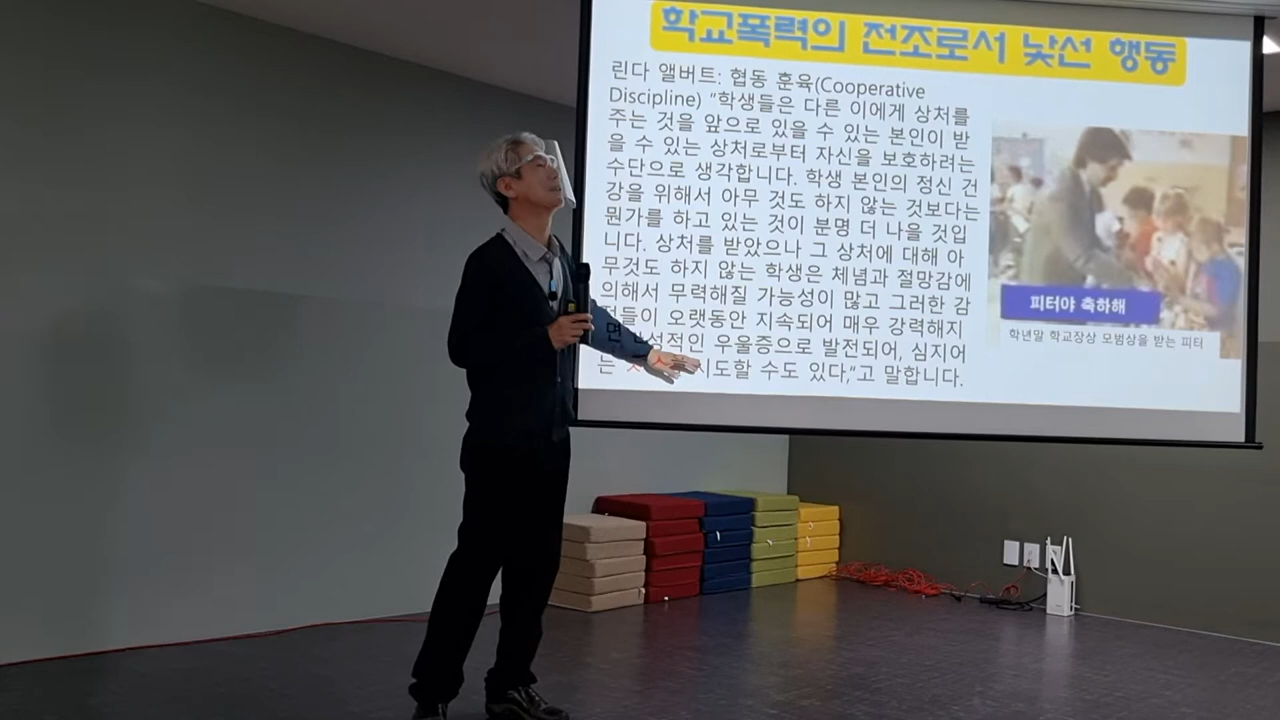 학교폭력의 전조로서 낯선 행동
린다 앨버트: 협동 훈육(Cooperative
Discipline) "학생들은 다른 이에게 상처를
주는 것을 앞으로 있을 수 있는 본인이 받
을 수 있는 상처로부터 자신을 보호하려는
수단으로 생각합니다. 학생 본인의 정신 건
강을 위해서 아무 것도 하지 않는 것보다는
뭔가를 하고 있는 것이 분명 더 나을 것입
니다. 상처를 받았으나 그 상처에 대해 아
무것도 하지 않는 학생은 체념과 절망감에
의해서 무력해질 가능성이 많고 그러한 감
오랫동안 지속되어 매우 강력해지
면 우울증으로 발전되어, 심지어
는 시도할 수도 있다,"고 말합니다.
피터야 축하해
학년말 학교장상 모범상을 받는 피터